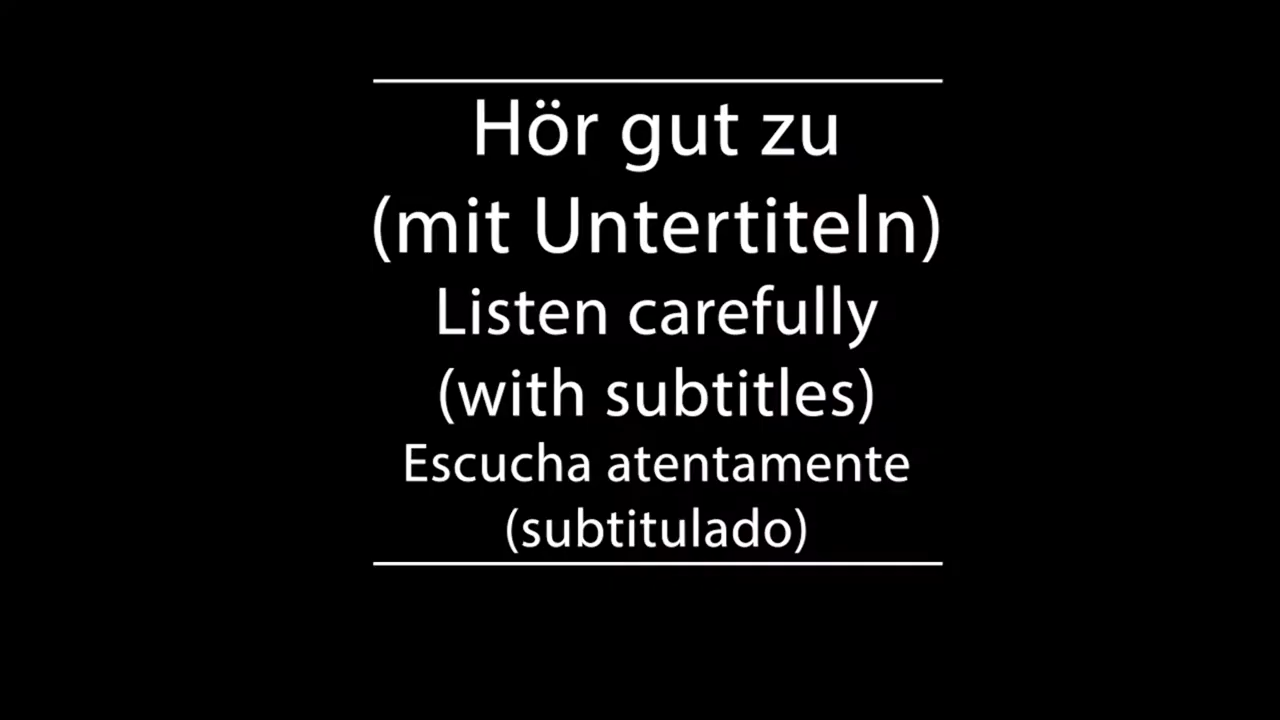 Hör gut zu
(mit Untertiteln)
Listen carefully
(with subtitles)
Escucha atentamente
(subtitulado)